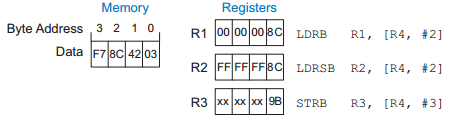 Memory
Registers
Byte Address 3 2 1 0
Data F7 8C 42 03
R1 00 00 00 8C LDRB R1, [R4, #2]
R2 FF FF FF 8C LDRSB R2, [R4, #2]
R3 xx xx xx 9B STRB R3, [R4, #3]